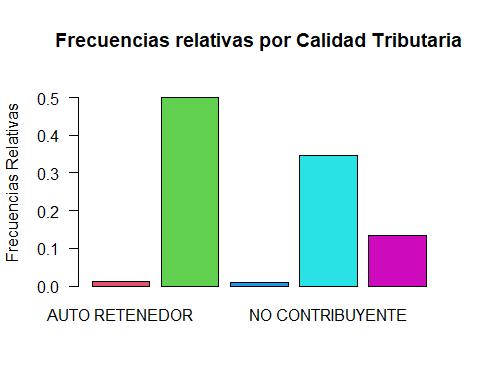 Frecuencias relativas por Calidad Tributaria
Frecuencias Relativas
0.5
0.4
0.3
0.2
0.1
0.0
AUTO RETENEDOR NO CONTRIBUYENTE